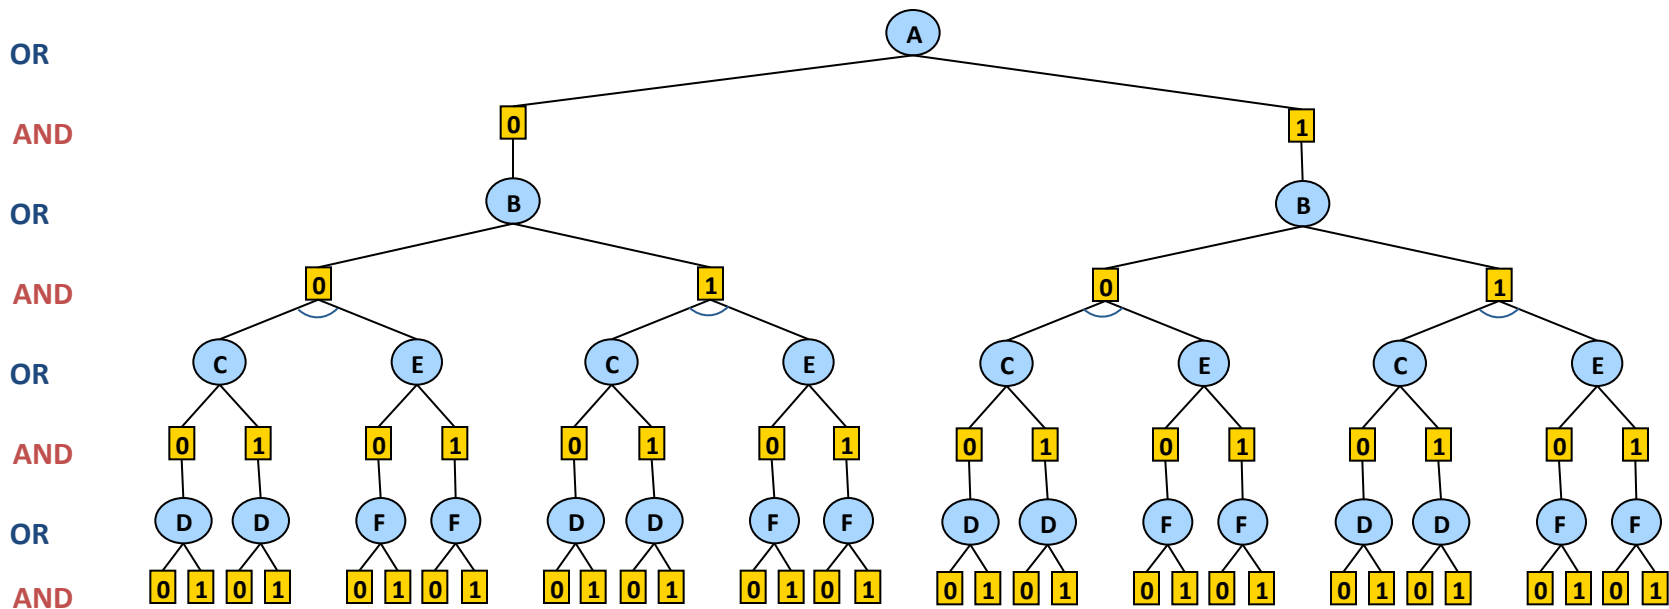 A
OR
0 1
AND
B B
OR
0 1 0 1
AND
C E C E C E C E
OR
0 1 0 1 0 1 0 1 0 1 0 1 0 1 0 1
AND
D D F F D D F F D D F F D D F F
OR
0 1 0 1 0 1 0 1 0 1 0 1 0 1 0 1 0 1 0 1 0 1 0 1 0 1 0 1 0 1 0 1
AND